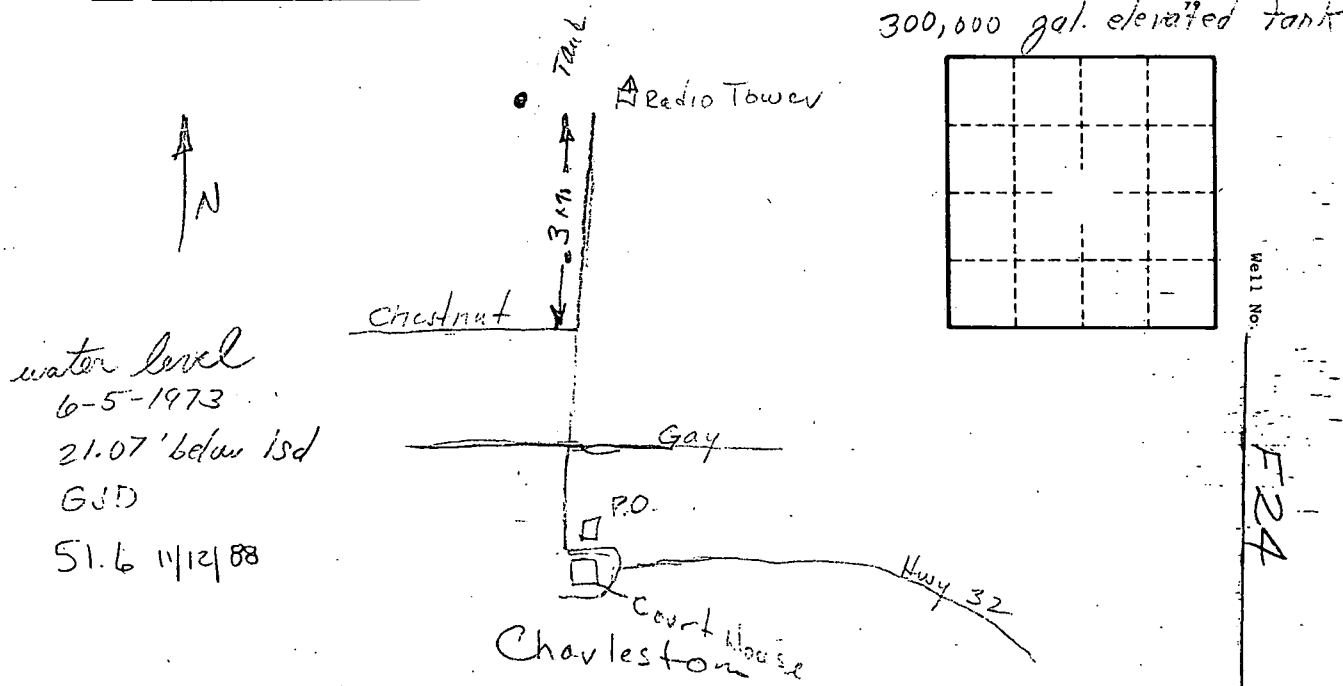 300,000 gal. elevated tank
Tank
Radio Tower
N
.3 mi
Chestnut
water level
6-5-1973
21.07' below lsd
GJD
51.6 11/12/88
Gay
P.O.
Hwy 32
Court House
Charleston
Well No.
F24